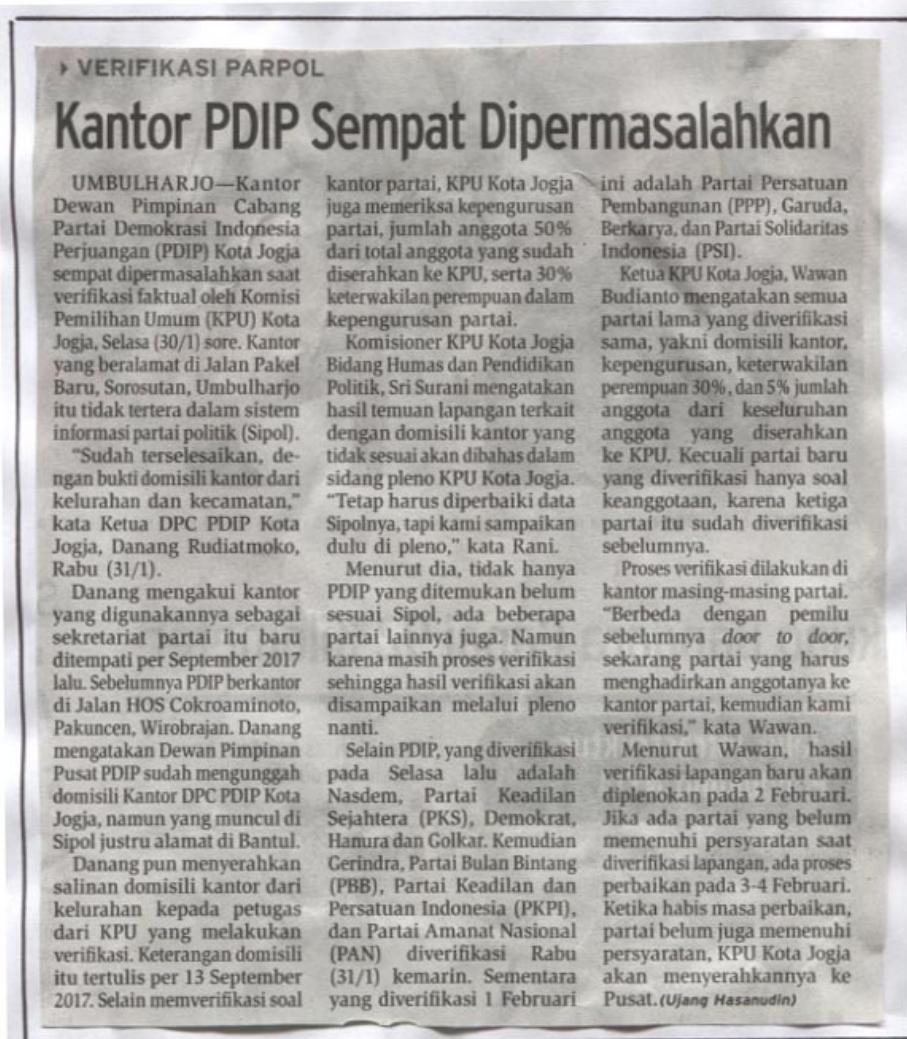 VERIFIKASI PARPOL
Kantor PDIP Sempat Dipermasalahkan
UMBULHARJO—Kantor
Dewan Pimpinan Cabang
Partai Demokrasi Indonesia
Perjuangan (PDIP) Kota Jogja
sempat dipermasalahkan saat
verifikasi faktual oleh Komisi
Pemilihan Umum (KPU) Kota
Jogja, Selasa (30/1) sore. Kantor
yang beralamat di Jalan Pakel
Baru, Sorosutan, Umbulharjo
itu tidak tertera dalam sistem
informasi partai politik (Sipol).
“Sudah terselesaikan, de-
ngan bukti domisili kantor dari
kelurahan dan kecamatan,”
kata Ketua DPC PDIP Kota
Jogja, Danang Rudiatmoko,
Rabu (31/1).
Danang mengakui kantor
yang digunakannya sebagai
sekretariat partai itu baru
ditempati per September 2017
lalu. Sebelumnya PDIP berkantor
di Jalan HOS Cokroaminoto,
Pakuncen, Wirobrajan. Danang
mengatakan Dewan Pimpinan
Pusat PDIP sudah mengunggah
domisili Kantor DPC PDIP Kota
Jogja, namun yang muncul di
Sipol justru alamat di Bantul.
Danang pun menyerahkan
salinan domisili kantor dari
kelurahan kepada petugas
dari KPU yang melakukan
verifikasi. Keterangan domisili
itu tertulis per 13 September
2017. Selain memverifikasi soal
kantor partai, KPU Kota Jogja
juga memeriksa kepengurusan
partai, jumlah anggota 50%
dari total anggota yang sudah
diserahkan ke KPU, serta 30%
keterwakilan perempuan dalam
kepengurusan partai.
Komisioner KPU Kota Jogja
Bidang Humas dan Pendidikan
Politik, Sri Surani mengatakan
hasil temuan lapangan terkait
dengan domisili kantor yang
tidak sesuai akan dibahas dalam
sidang pleno KPU Kota Jogja.
“Tetap harus diperbaiki data
Sipolnya, tapi kami sampaikan
dulu di pleno,” kata Rani.
Menurut dia, tidak hanya
PDIP yang ditemukan belum
sesuai Sipol, ada beberapa
partai lainnya juga. Namun
karena masih proses verifikasi
sehingga hasil verifikasi akan
disampaikan melalui pleno
nanti.
Selain PDIP, yang diverifikasi
pada Selasa lalu adalah
Nasdem, Partai Keadilan
Sejahtera (PKS), Demokrat,
Hanura dan Golkar. Kemudian
Gerindra, Partai Bulan Bintang
(PBB), Partai Keadilan dan
Persatuan Indonesia (PKPI),
dan Partai Amanat Nasional
(PAN) diverifikasi Rabu
(31/1) kemarin. Sementara
yang diverifikasi 1 Februari
ini adalah Partai Persatuan
Pembangunan (PPP), Garuda,
Berkarya, dan Partai Solidaritas
Indonesia (PSI).
Ketua KPU Kota Jogja, Wawan
Budianto mengatakan semua
partai lama yang diverifikasi
sama, yakni domisili kantor,
kepengurusan, keterwakilan
perempuan 30%, dan 5% jumlah
anggota dari keseluruhan
anggota yang diserahkan
ke KPU. Kecuali partai baru
yang diverifikasi hanya soal
keanggotaan, karena ketiga
partai itu sudah diverifikasi
sebelumnya.
Proses verifikasi dilakukan di
kantor masing-masing partai.
“Berbeda dengan pemilu
sebelumnya door to door,
sekarang partai yang harus
menghadirkan anggotanya ke
kantor partai, kemudian kami
verifikasi,” kata Wawan.
Menurut Wawan, hasil
verifikasi lapangan baru akan
diplenokan pada 2 Februari.
Jika ada partai yang belum
memenuhi persyaratan saat
diverifikasi lapangan, ada proses
perbaikan pada 3-4 Februari.
Ketika habis masa perbaikan,
partai belum juga memenuhi
persyaratan, KPU Kota Jogja
akan menyerahkannya ke
Pusat. (Ujang Hasanudin)